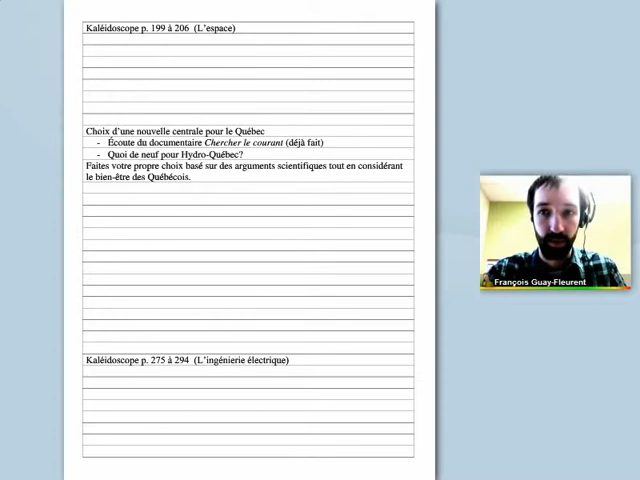 Kaléidoscope p. 199 à 206 (L'espace)
Choix d'une nouvelle centrale pour le Québec
- Écoute du documentaire Chercher le courant (déjà fait)
- Quoi de neuf pour Hydro-Québec?
Faites votre propre choix basé sur des arguments scientifiques tout en considérant
le bien-être des Québécois.
Kaléidoscope p. 275 à 294 (L'ingénierie électrique)
François Guay-Fleurent